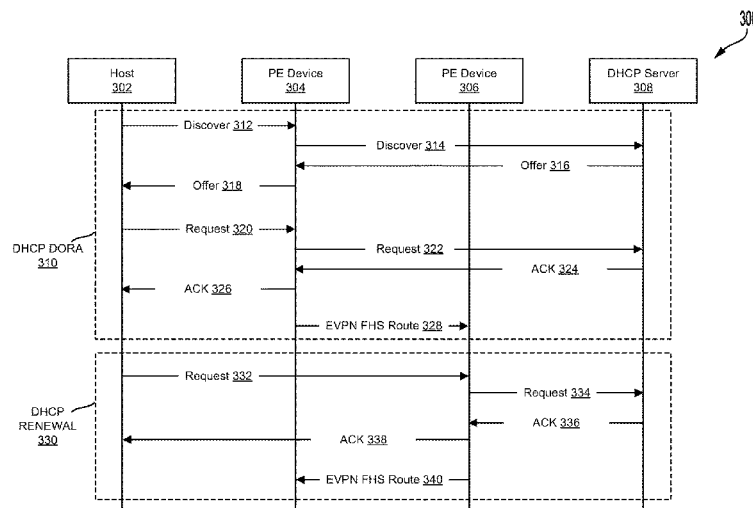 300
Host
302
PE Device
304
PE Device
306
DHCP Server
308
Discover 312
Discover 314
Offer 316
Offer 318
Request 320
DHCP DORA
310
Request 322
ACK 324
ACK 326
EVPN FHS Route 328
Request 332
Request 334
DHCP
RENEWAL
330
ACK 336
ACK 338
EVPN FHS Route 340